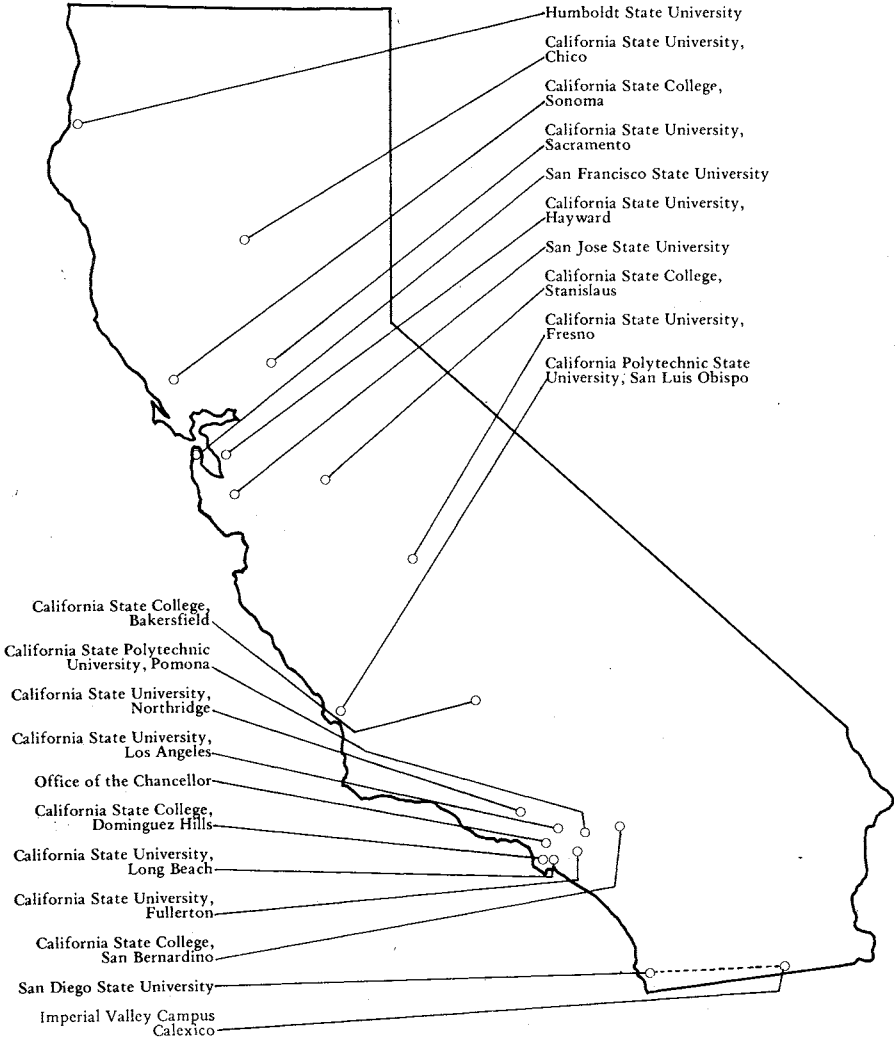 Humboldt State University
California State University,
Chico
California State College,
Sonoma
California State University,
Sacramento
San Francisco State University
California State University,
Hayward
San Jose State University
California State College,
Stanislaus
California State University,
Fresno
California Polytechnic State
University, San Luis Obispo
California State College,
Bakersfield
California State Polytechnic
University, Pomona
California State University,
Northridge
California State University,
Los Angeles
Office of the Chancellor
California State College,
Dominguez Hills
California State University,
Long Beach
California State University,
Fullerton
California State College,
San Bernardino
San Diego State University
Imperial Valley Campus
Calexico